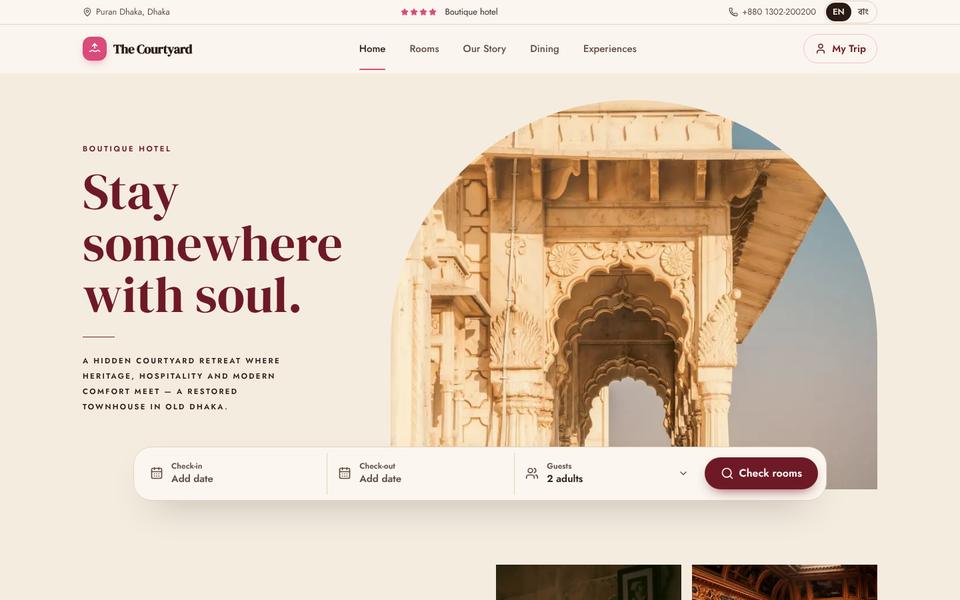 Puran Dhaka, Dhaka
Boutique hotel
+880 1302-200200
EN
বাং
The Courtyard
Home
Rooms
Our Story
Dining
Experiences
My Trip
BOUTIQUE HOTEL
Stay
somewhere
with soul.
A HIDDEN COURTYARD RETREAT WHERE
HERITAGE, HOSPITALITY AND MODERN
COMFORT MEET — A RESTORED
TOWNHOUSE IN OLD DHAKA.
Check-in
Add date
Check-out
Add date
Guests
2 adults
Check rooms